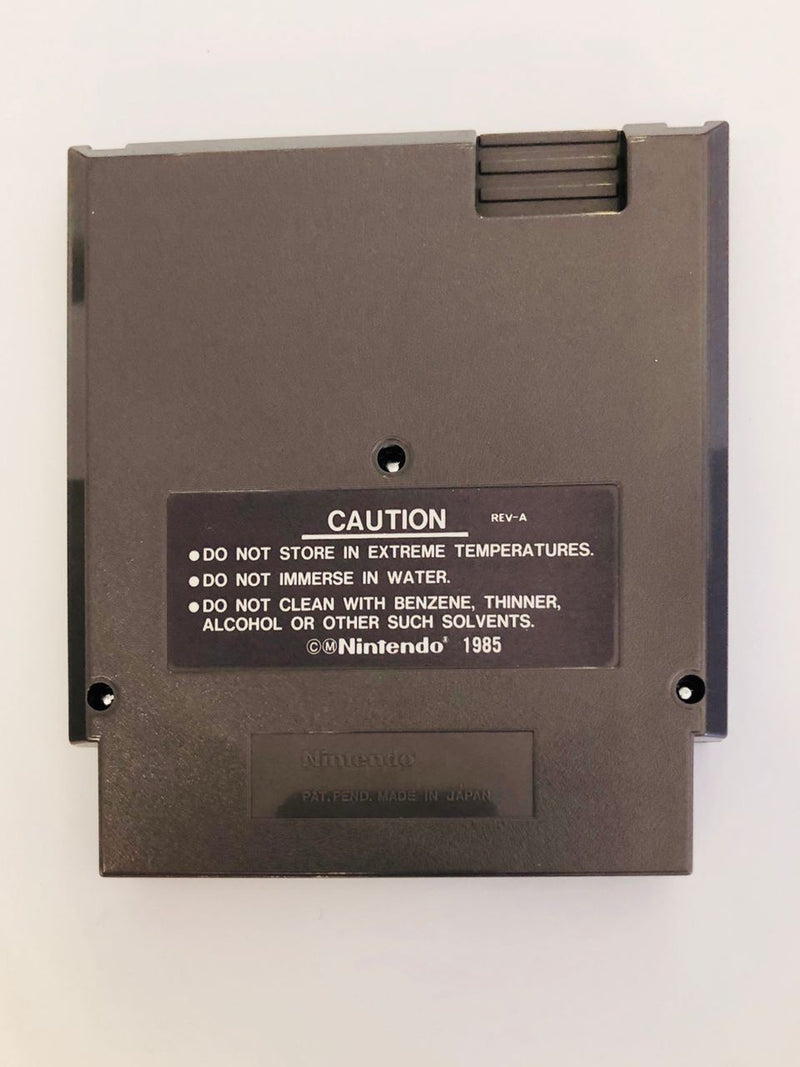 CAUTION REV-A
●DO NOT STORE IN EXTREME TEMPERATURES.
●DO NOT IMMERSE IN WATER.
●DO NOT CLEAN WITH BENZENE, THINNER,
ALCOHOL OR OTHER SUCH SOLVENTS.
ⒸⓂNintendo® 1985
Nintendo®
PAT. PEND. MADE IN JAPAN